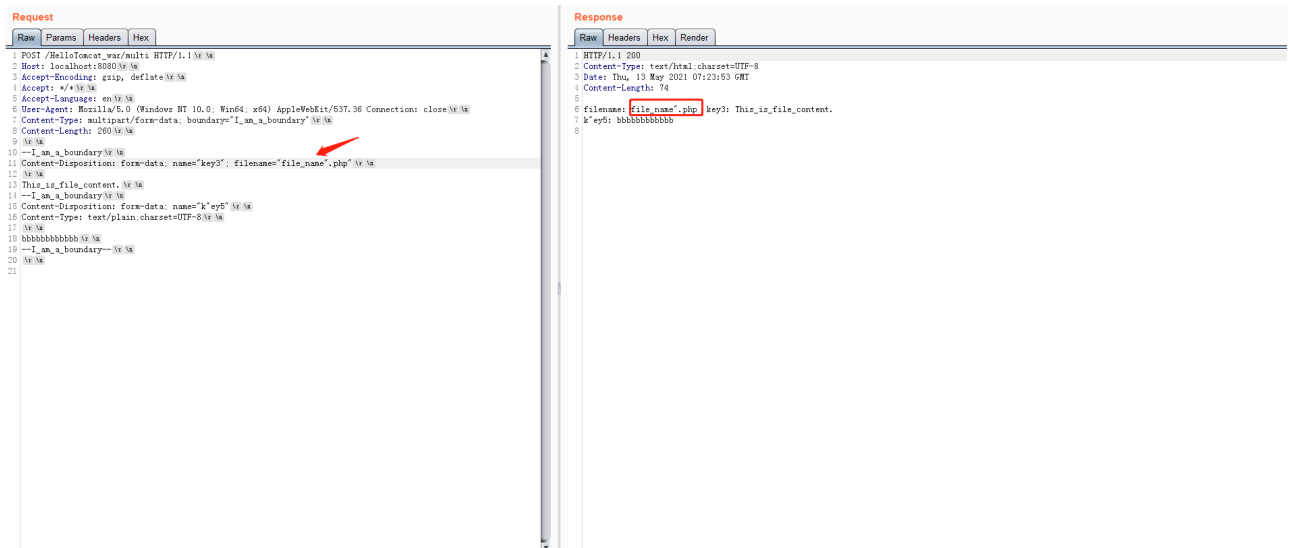 Request
Raw Params Headers Hex
1 POST /HelloTomcat_war/multi HTTP/1.1\r\n
2 Host: localhost:8080\r\n
3 Accept-Encoding: gzip, deflate\r\n
4 Accept: */*\r\n
5 Accept-Language: en\r\n
6 User-Agent: Mozilla/5.0 (Windows NT 10.0; Win64; x64) AppleWebKit/537.36 Connection: close\r\n
7 Content-Type: multipart/form-data; boundary="I_am_a_boundary"\r\n
8 Content-Length: 260\r\n
9 \r\n
10 --I_am_a_boundary\r\n
11 Content-Disposition: form-data; name="key3"; filename="file_name".php"\r\n
12 \r\n
13 This_is_file_content.\r\n
14 --I_am_a_boundary\r\n
15 Content-Disposition: form-data; name="k"ey5"\r\n
16 Content-Type: text/plain;charset=UTF-8\r\n
17 \r\n
18 bbbbbbbbbbbb\r\n
19 --I_am_a_boundary--\r\n
20 \r\n
21
Response
Raw Headers Hex Render
1 HTTP/1.1 200
2 Content-Type: text/html;charset=UTF-8
3 Date: Thu, 13 May 2021 07:23:53 GMT
4 Content-Length: 74
5
6 filename: file_name".php key3: This_is_file_content.
7 k"ey5: bbbbbbbbbbbb
8